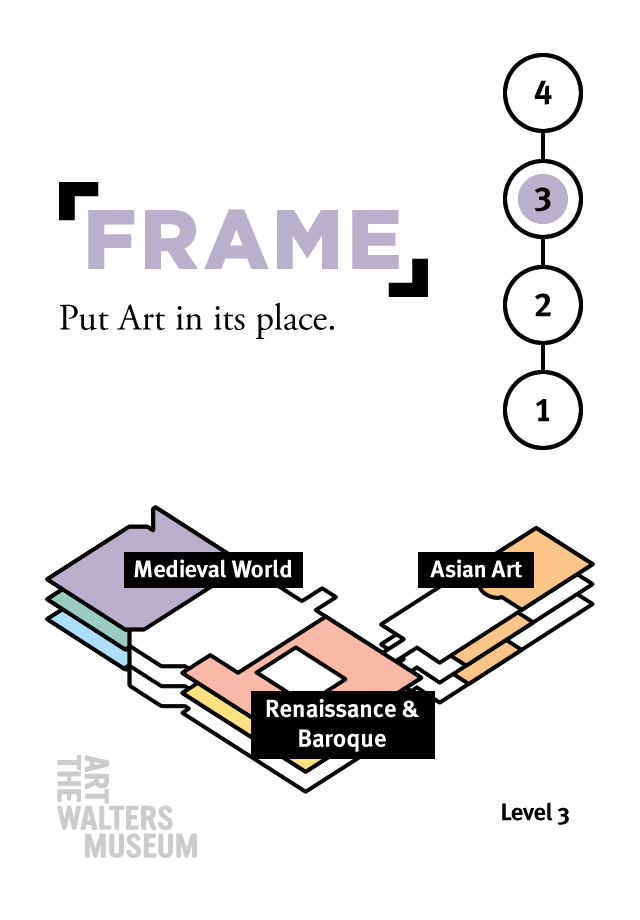 4
3
2
1
FRAME
Put Art in its place.
Medieval World
Asian Art
Renaissance &
Baroque
THE
ART
WALTERS
MUSEUM
Level 3